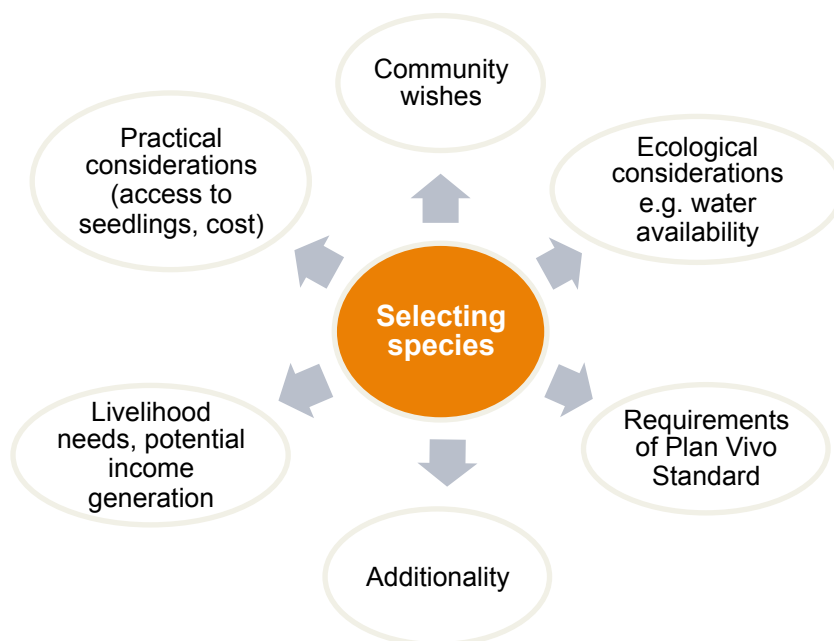 Community
wishes
Practical
considerations
(access to
seedlings, cost)
Ecological
considerations
e.g. water
availability
Selecting
species
Livelihood
needs, potential
income
generation
Requirements
of Plan Vivo
Standard
Additionality